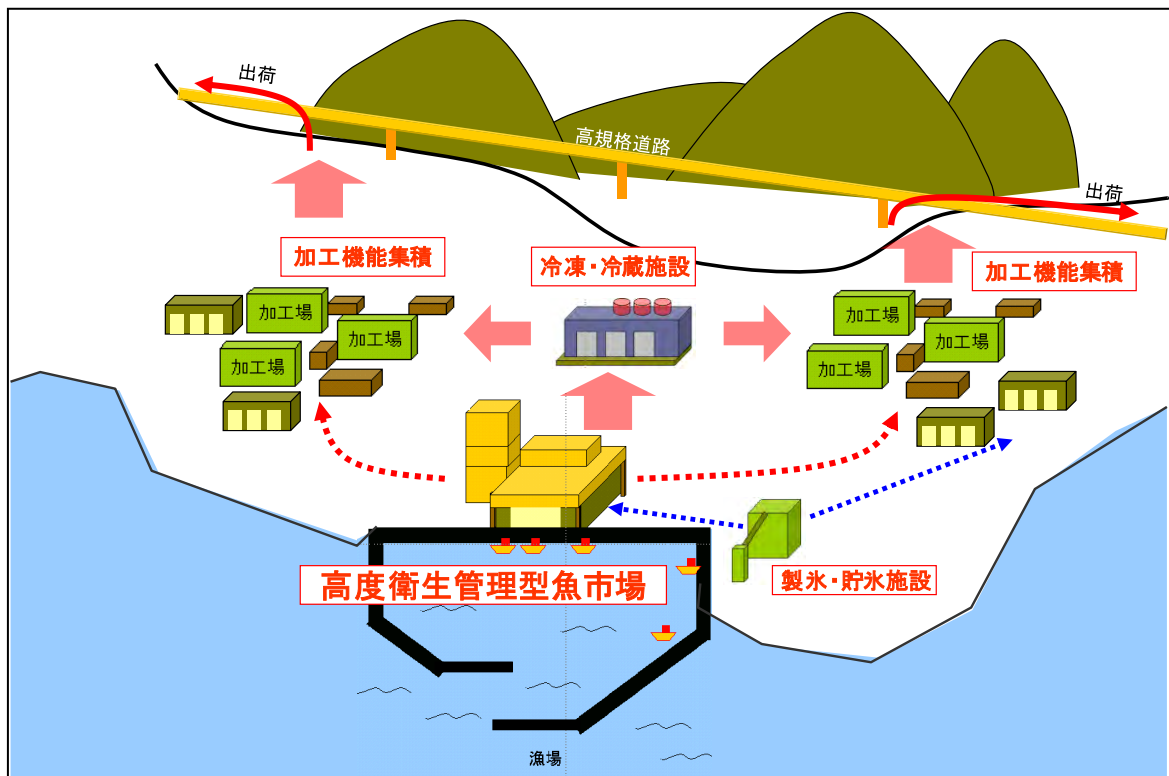 出荷
高規格道路
出荷
加工機能集積
冷凍・冷蔵施設
加工機能集積
加工場
加工場
加工場
加工場
加工場
加工場
高度衛生管理型魚市場
製氷・貯氷施設
漁場